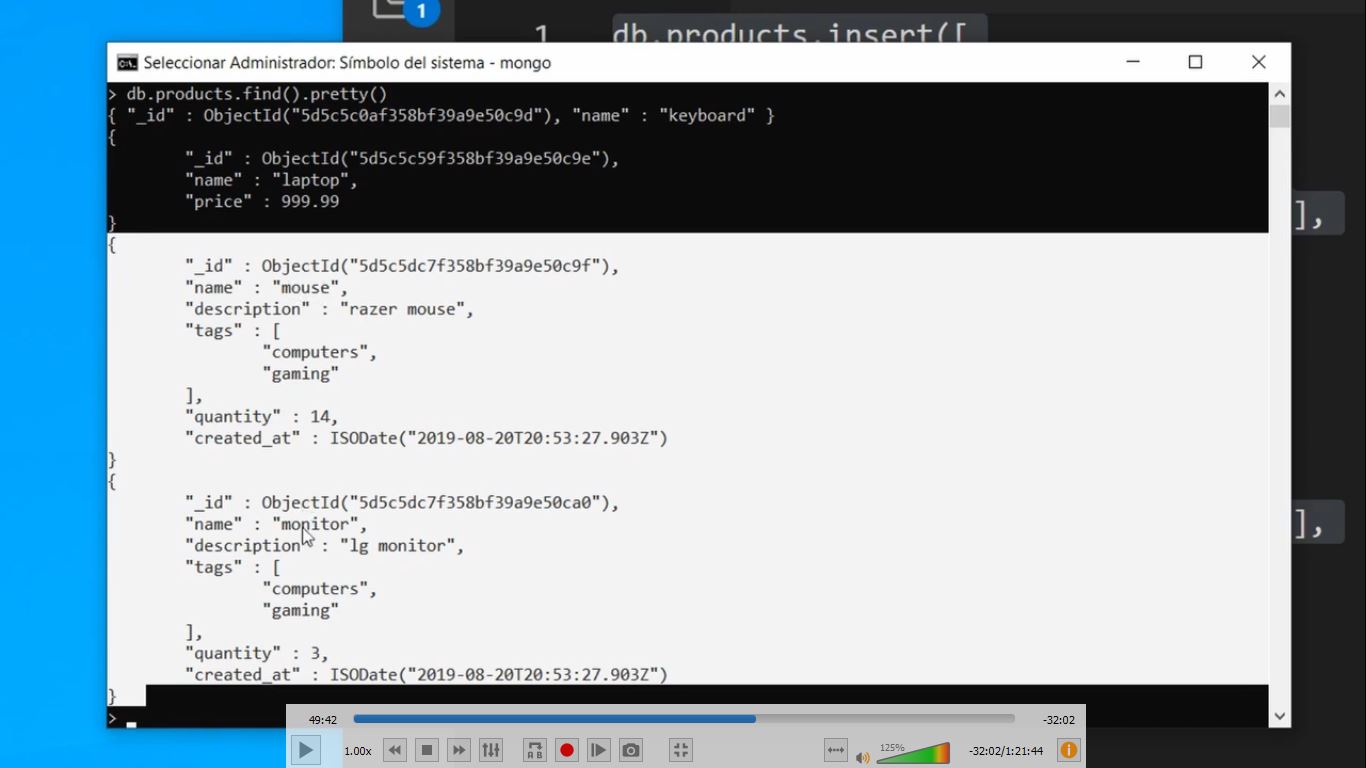 1
1 db.products.insert([
Seleccionar Administrador: Símbolo del sistema - mongo
> db.products.find().pretty()
{ "_id" : ObjectId("5d5c5c0af358bf39a9e50c9d"), "name" : "keyboard" }
{
"_id" : ObjectId("5d5c5c59f358bf39a9e50c9e"),
"name" : "laptop",
"price" : 999.99
}
],
{
"_id" : ObjectId("5d5c5dc7f358bf39a9e50c9f"),
"name" : "mouse",
"description" : "razer mouse",
"tags" : [
"computers",
"gaming"
],
"quantity" : 14,
"created_at" : ISODate("2019-08-20T20:53:27.903Z")
}
{
"_id" : ObjectId("5d5c5dc7f358bf39a9e50ca0"),
"name" : "monitor",
],
"description" : "lg monitor",
"tags" : [
"computers",
"gaming"
],
"quantity" : 3,
"created_at" : ISODate("2019-08-20T20:53:27.903Z")
}
>
49:42 -32:02
1.00x A B 125% -32:02/1:21:44